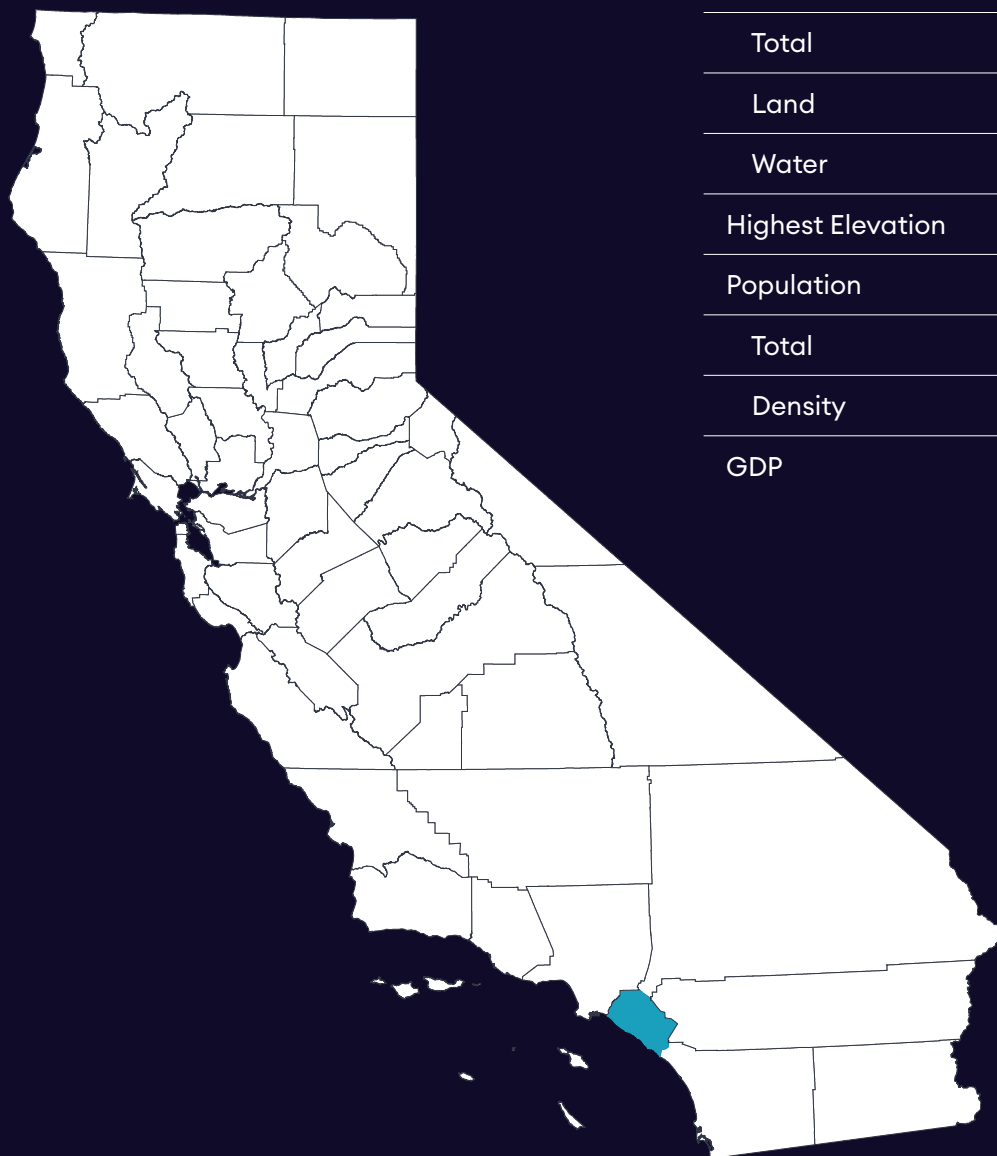 Total
Land
Water
Highest Elevation
Population
Total
Density
GDP